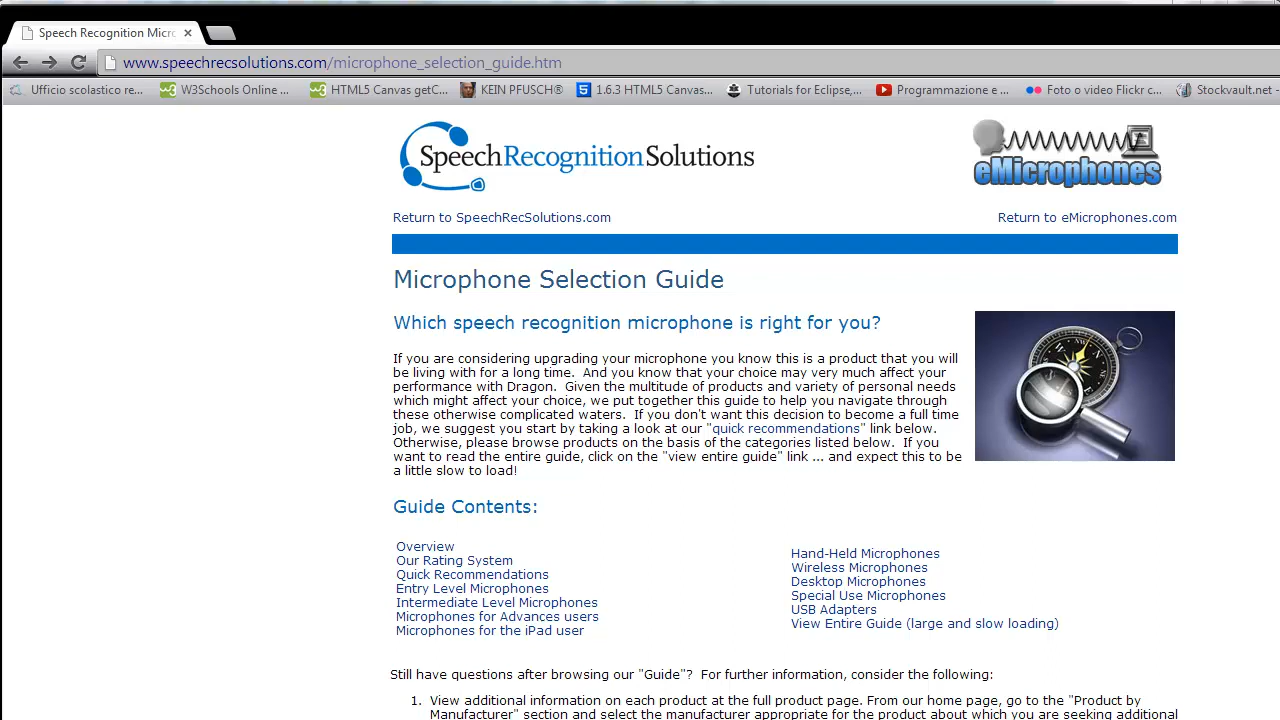 Speech Recognition Micro
www.speechrecsolutions.com/microphone_selection_guide.htm
Ufficio scolastico re... W3Schools Online ... HTML5 Canvas getC... KEIN PFUSCH® 1.6.3 HTML5 Canvas... Tutorials for Eclipse,... Programmazione e ... Foto o video Flickr c... Stockvault.net -
SpeechRecognitionSolutions
eMicrophones
Return to SpeechRecSolutions.com Return to eMicrophones.com
Microphone Selection Guide
Which speech recognition microphone is right for you?
If you are considering upgrading your microphone you know this is a product that you will
be living with for a long time. And you know that your choice may very much affect your
performance with Dragon. Given the multitude of products and variety of personal needs
which might affect your choice, we put together this guide to help you navigate through
these otherwise complicated waters. If you don't want this decision to become a full time
job, we suggest you start by taking a look at our "quick recommendations" link below.
Otherwise, please browse products on the basis of the categories listed below. If you
want to read the entire guide, click on the "view entire guide" link ... and expect this to be
a little slow to load!
Guide Contents:
Overview
Our Rating System
Quick Recommendations
Entry Level Microphones
Intermediate Level Microphones
Microphones for Advances users
Microphones for the iPad user
Hand-Held Microphones
Wireless Microphones
Desktop Microphones
Special Use Microphones
USB Adapters
View Entire Guide (large and slow loading)
Still have questions after browsing our "Guide"? For further information, consider the following:
1. View additional information on each product at the full product page. From our home page, go to the "Product by
Manufacturer" section and select the manufacturer appropriate for the product about which you are seeking additional